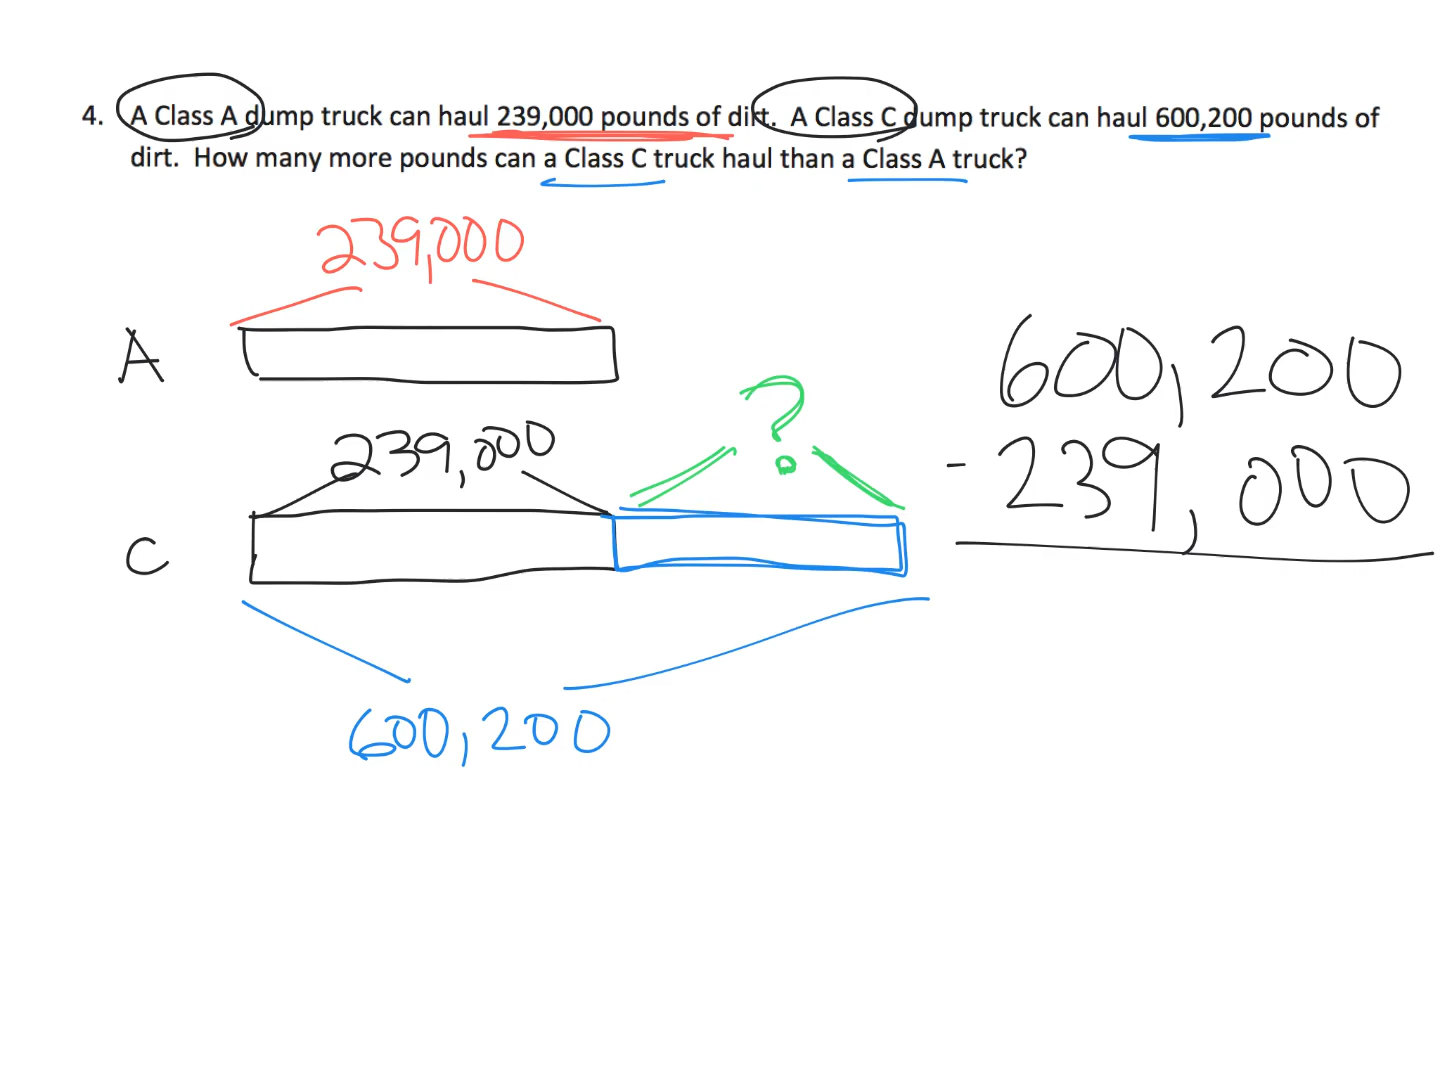 4. A Class A dump truck can haul 239,000 pounds of dirt. A Class C dump truck can haul 600,200 pounds of
dirt. How many more pounds can a Class C truck haul than a Class A truck?
239,000
A
239,000
?
C
600,200
600,200
- 239,000